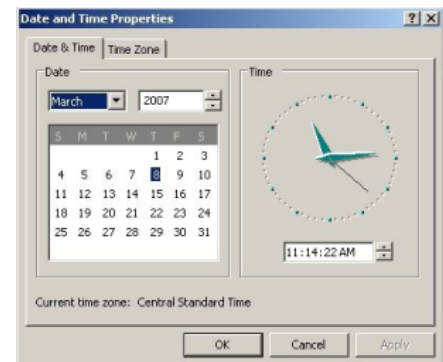 Date and Time Properties
Date & Time Time Zone
Date
March 2007
S M T W T F S
1 2 3
4 5 6 7 8 9 10
11 12 13 14 15 16 17
18 19 20 21 22 23 24
25 26 27 28 29 30 31
Time
11:14:22 AM
Current time zone: Central Standard Time
OK Cancel Apply